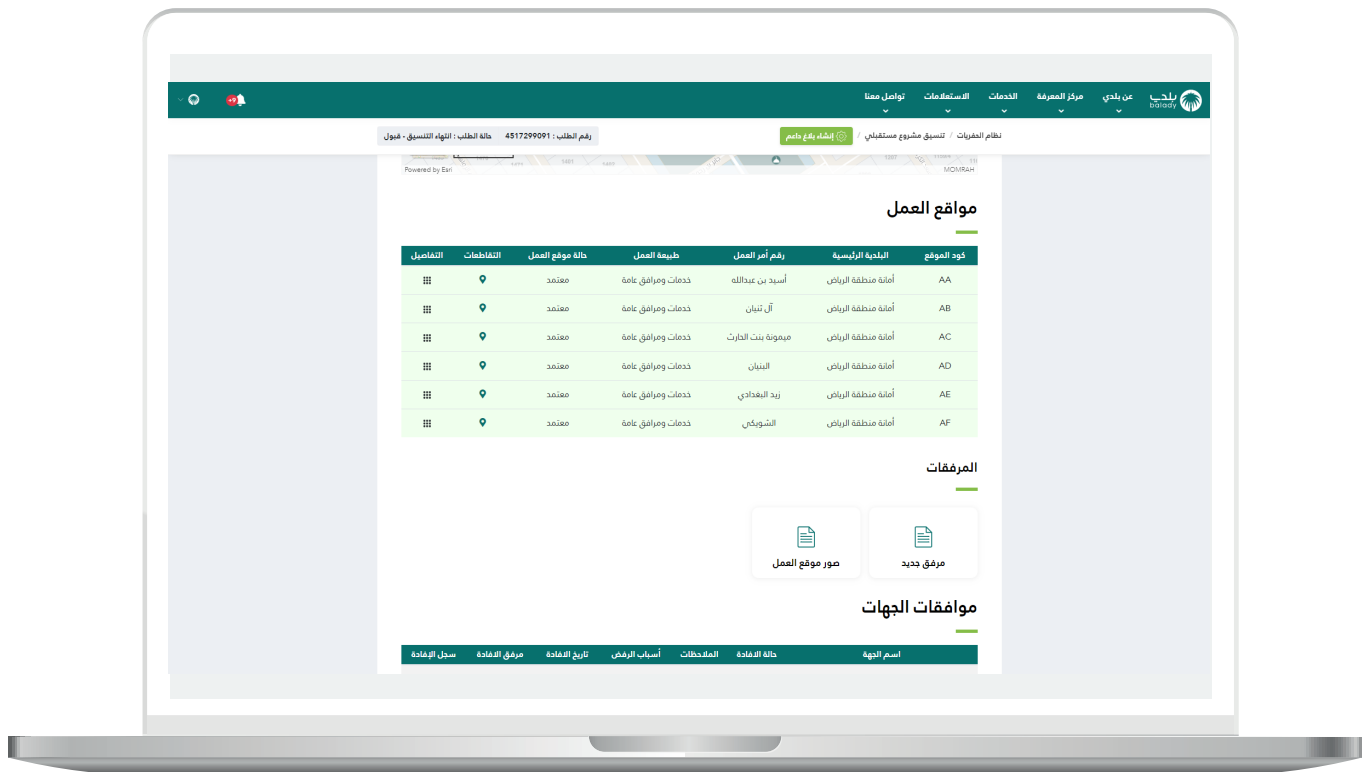 بلدي balady عن بلدي مركز المعرفة الخدمات الاستعلامات تواصل معنا +9
نظام الحفريات / تنسيق مشروع مستقبلي / إنشاء بلاغ داعم رقم الطلب : 4517299091 حالة الطلب : انتهاء التنسيق - قبول
Powered by Esri MOMRAH
مواقع العمل
كود الموقع البلدية الرئيسية رقم أمر العمل طبيعة العمل حالة موقع العمل التقاطعات التفاصيل
AA أمانة منطقة الرياض أسيد بن عبدالله خدمات ومرافق عامة معتمد
AB أمانة منطقة الرياض آل ثنيان خدمات ومرافق عامة معتمد
AC أمانة منطقة الرياض ميمونة بنت الحارث خدمات ومرافق عامة معتمد
AD أمانة منطقة الرياض البنيان خدمات ومرافق عامة معتمد
AE أمانة منطقة الرياض زيد البغدادي خدمات ومرافق عامة معتمد
AF أمانة منطقة الرياض الشويكي خدمات ومرافق عامة معتمد
المرفقات
مرفق جديد صور موقع العمل
موافقات الجهات
اسم الجهة حالة الافادة الملاحظات أسباب الرفض تاريخ الافادة مرفق الافادة سجل الإفادة